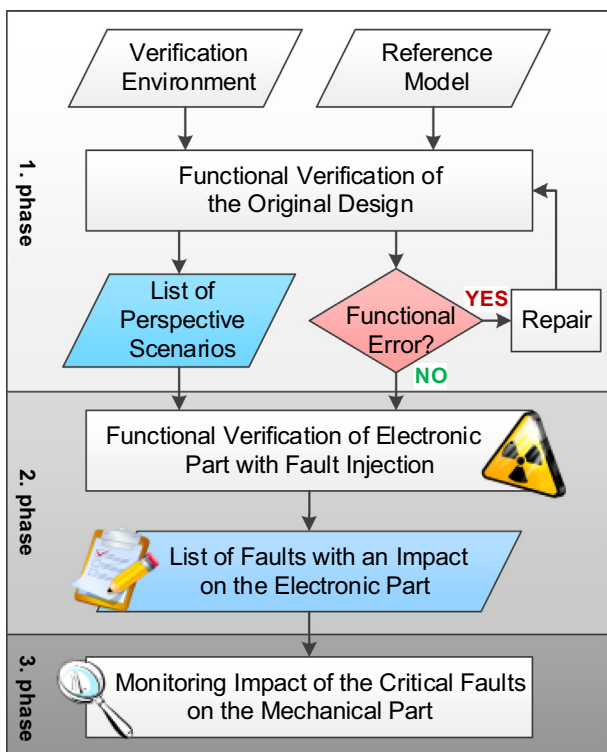 Verification
Environment
Reference
Model
1. phase
Functional Verification of
the Original Design
List of
Perspective
Scenarios
Functional
Error?
YES
Repair
NO
2. phase
Functional Verification of Electronic
Part with Fault Injection
List of Faults with an Impact
on the Electronic Part
3. phase
Monitoring Impact of the Critical Faults
on the Mechanical Part